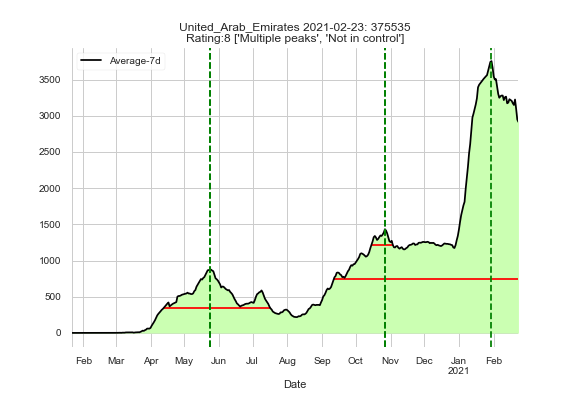 United_Arab_Emirates 2021-02-23: 375535
Rating:8 ['Multiple peaks', 'Not in control']
Average-7d
3500
3000
2500
2000
1500
1000
500
0
Feb Mar Apr May Jun Jul Aug Sep Oct Nov Dec Jan Feb
2021
Date